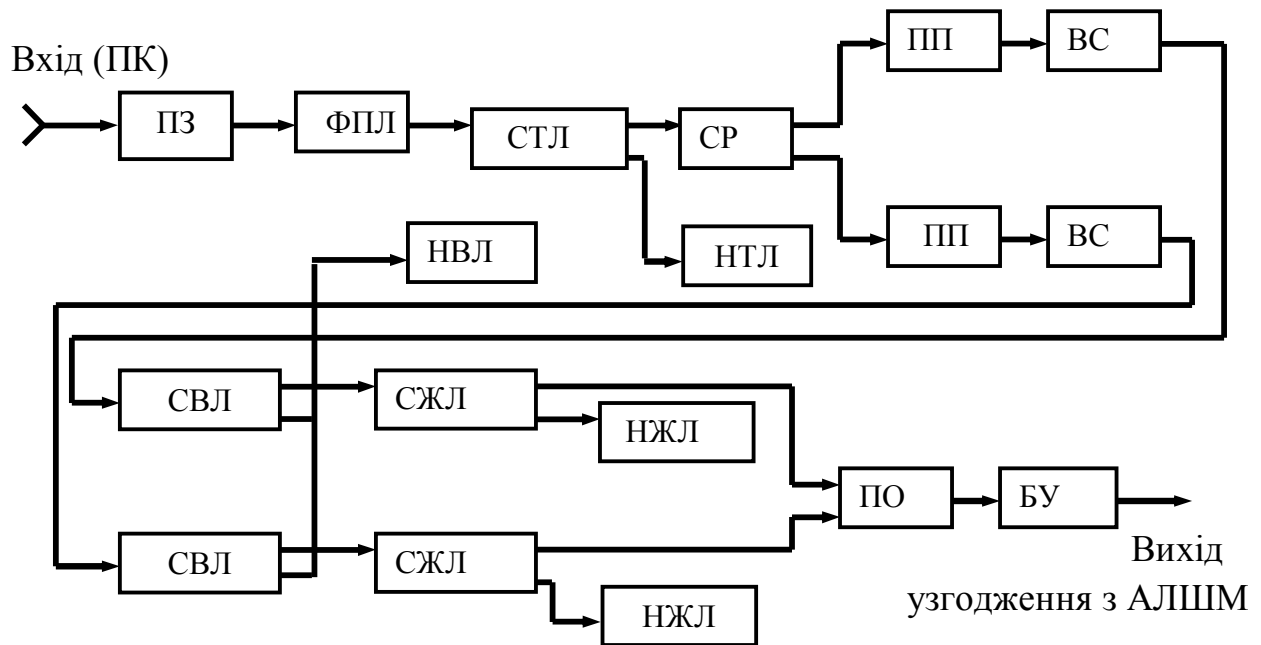 ПП
ВС
Вхід (ПК)
ПЗ
ФПЛ
СТЛ
СР
НВЛ
НТЛ
ПП
ВС
СВЛ
СЖЛ
НЖЛ
ПО
БУ
СВЛ
СЖЛ
НЖЛ
Вихід
узгодження з АЛШМ